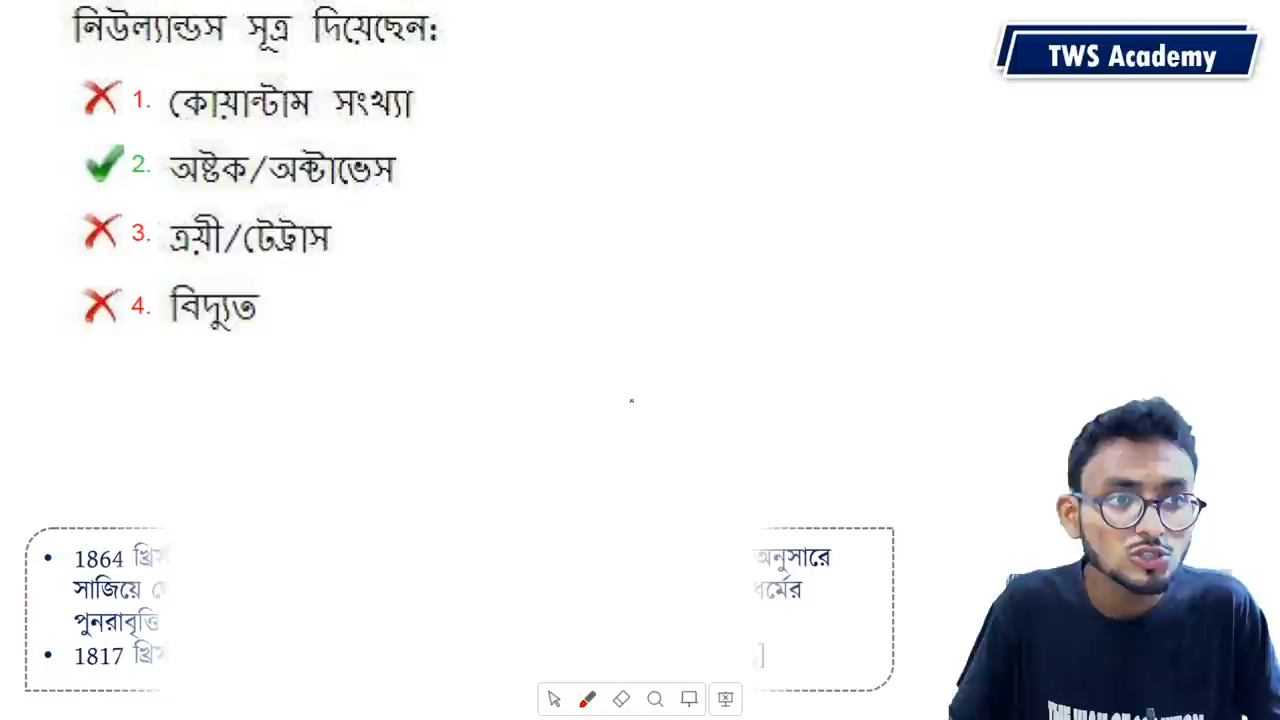 নিউল্যান্ডস সূত্র দিয়েছেন:
TWS Academy
1. কোয়ান্টাম সংখ্যা
2. অষ্টক/অক্টাভেস
3. ত্রয়ী/টেট্রাস
4. বিদ্যুত
• 1864 অনুসারে
সাজিয়ে ধর্মের
পুনরাবৃত্তি
• 1817 ]